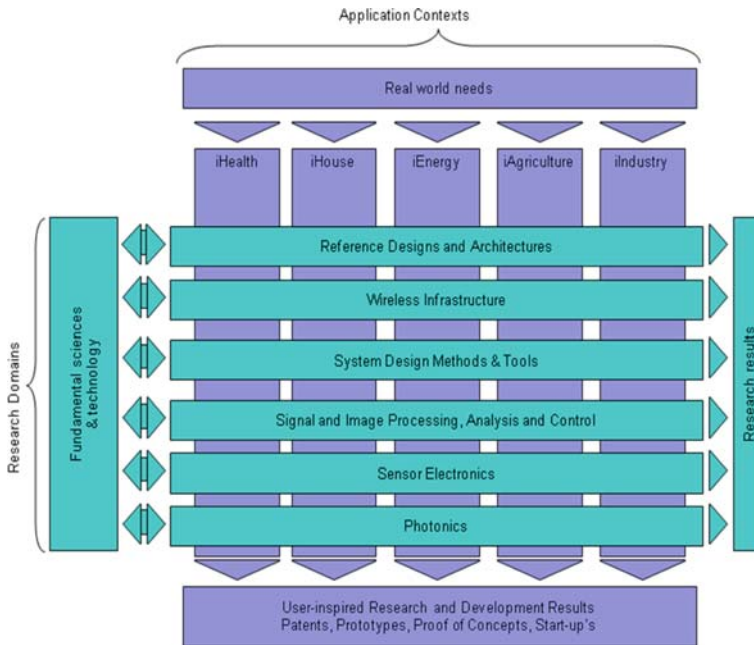 Application Contexts
Real world needs
iHealth
iHouse
iEnergy
iAgriculture
iIndustry
Research Domains
Fundamental sciences
& technology
Reference Designs and Architectures
Wireless Infrastructure
System Design Methods & Tools
Signal and Image Processing, Analysis and Control
Sensor Electronics
Photonics
Research results
User-inspired Research and Development Results
Patents, Prototypes, Proof of Concepts, Start-up's